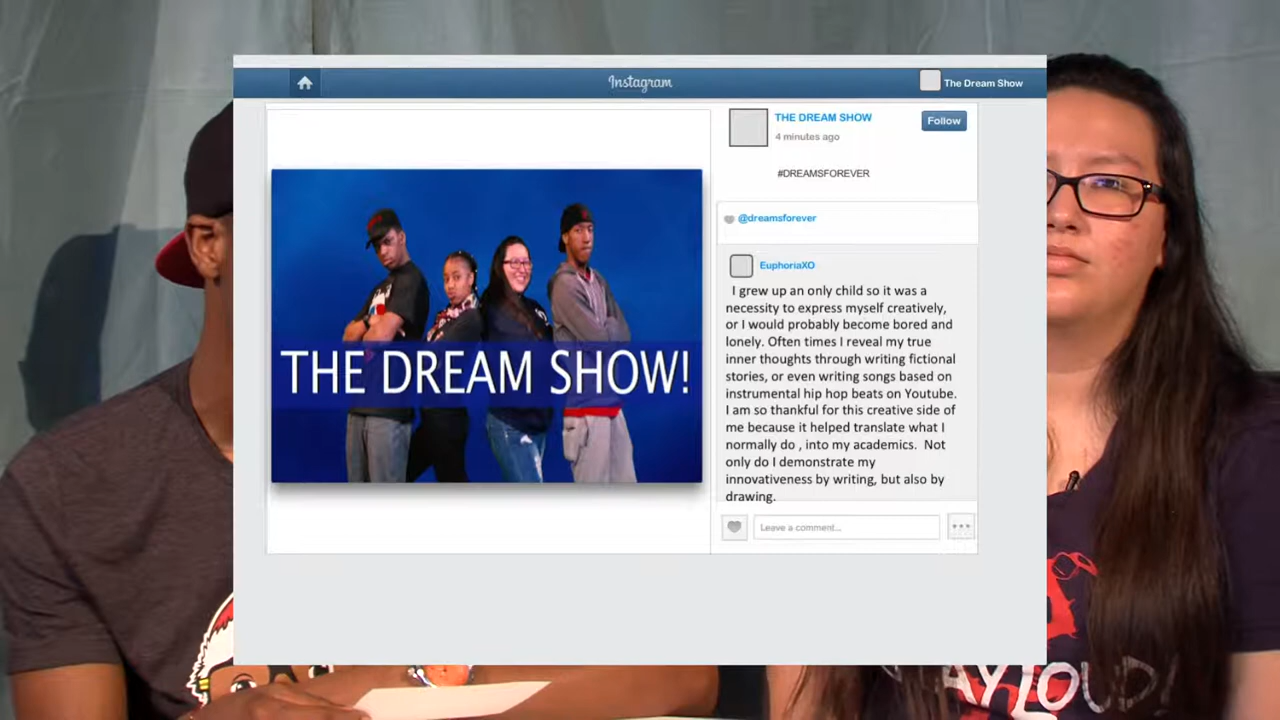 Instagram
The Dream Show
THE DREAM SHOW
Follow
4 minutes ago
#DREAMSFOREVER
@dreamsforever
EuphoriaXO
I grew up an only child so it was a
necessity to express myself creatively,
or I would probably become bored and
lonely. Often times I reveal my true
inner thoughts through writing fictional
stories, or even writing songs based on
instrumental hip hop beats on Youtube.
I am so thankful for this creative side of
me because it helped translate what I
normally do , into my academics. Not
only do I demonstrate my
innovativeness by writing, but also by
drawing.
Leave a comment...
THE DREAM SHOW!
AY LOUD!